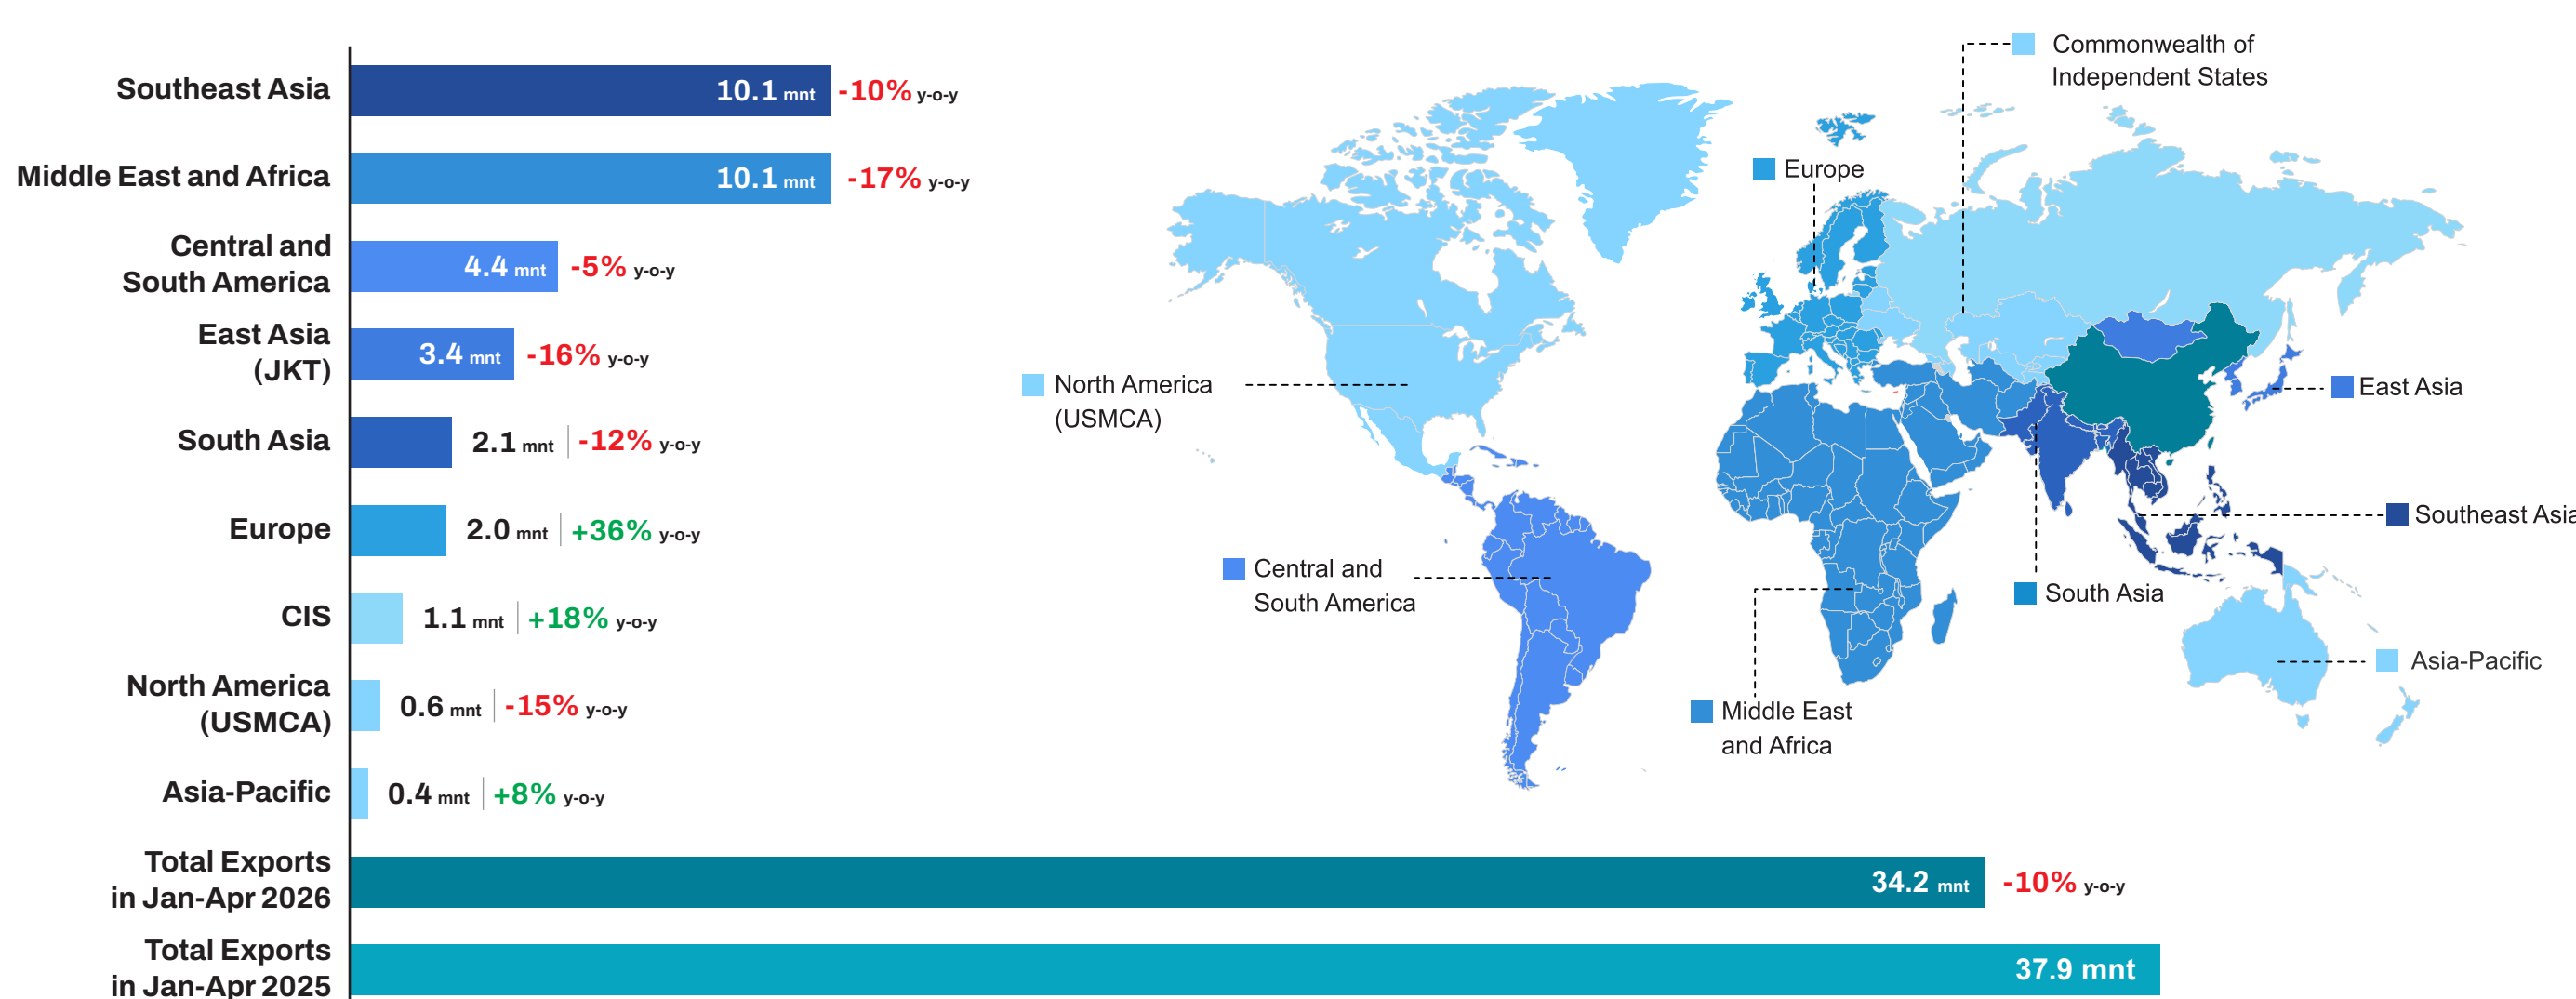 Southeast Asia
10.1 mnt -10% y-o-y
Middle East and Africa
10.1 mnt -17% y-o-y
Central and
South America
4.4 mnt -5% y-o-y
East Asia
(JKT)
3.4 mnt -16% y-o-y
South Asia
2.1 mnt -12% y-o-y
Europe
2.0 mnt +36% y-o-y
CIS
1.1 mnt +18% y-o-y
North America
(USMCA)
0.6 mnt -15% y-o-y
Asia-Pacific
0.4 mnt +8% y-o-y
Total Exports
in Jan-Apr 2026
34.2 mnt -10% y-o-y
Total Exports
in Jan-Apr 2025
37.9 mnt
Commonwealth of
Independent States
Europe
North America
(USMCA)
East Asia
Southeast Asia
Central and
South America
South Asia
Asia-Pacific
Middle East
and Africa